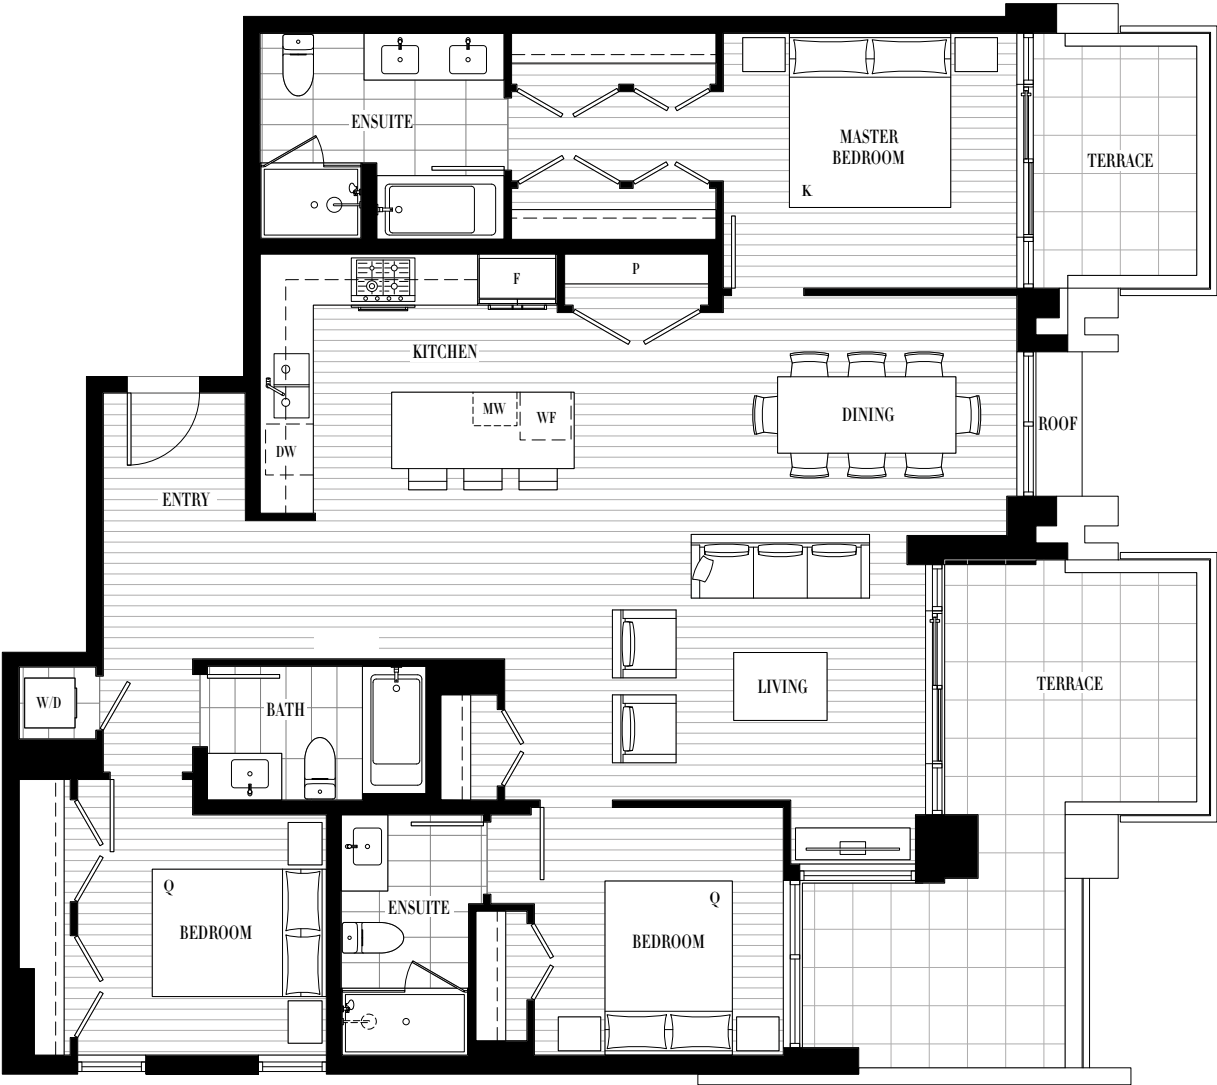 ENSUITE
MASTER
BEDROOM
K
TERRACE
F
P
KITCHEN
MW
WF
DINING
ROOF
DW
ENTRY
W/D
BATH
LIVING
TERRACE
Q
BEDROOM
ENSUITE
Q
BEDROOM